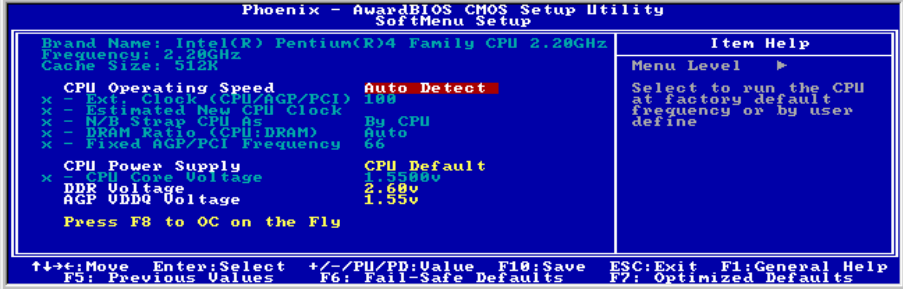 Phoenix - AwardBIOS CMOS Setup Utility
SoftMenu Setup
Brand Name: Intel(R) Pentium(R)4 Family CPU 2.20GHz
Frequency: 2.20GHz
Cache Size: 512K
CPU Operating Speed Auto Detect
x - Ext. Clock (CPU/AGP/PCI) 100
x - Estimated New CPU Clock
x - N/B Strap CPU As By CPU
x - DRAM Ratio (CPU:DRAM) Auto
x - Fixed AGP/PCI Frequency 66
CPU Power Supply CPU Default
x - CPU Core Voltage 1.5500v
DDR Voltage 2.60v
AGP VDDQ Voltage 1.55v
Press F8 to OC on the Fly
Item Help
Menu Level ►
Select to run the CPU
at factory default
frequency or by user
define
↑↓→←:Move Enter:Select +/-/PU/PD:Value F10:Save ESC:Exit F1:General Help
F5: Previous Values F6: Fail-Safe Defaults F7: Optimized Defaults